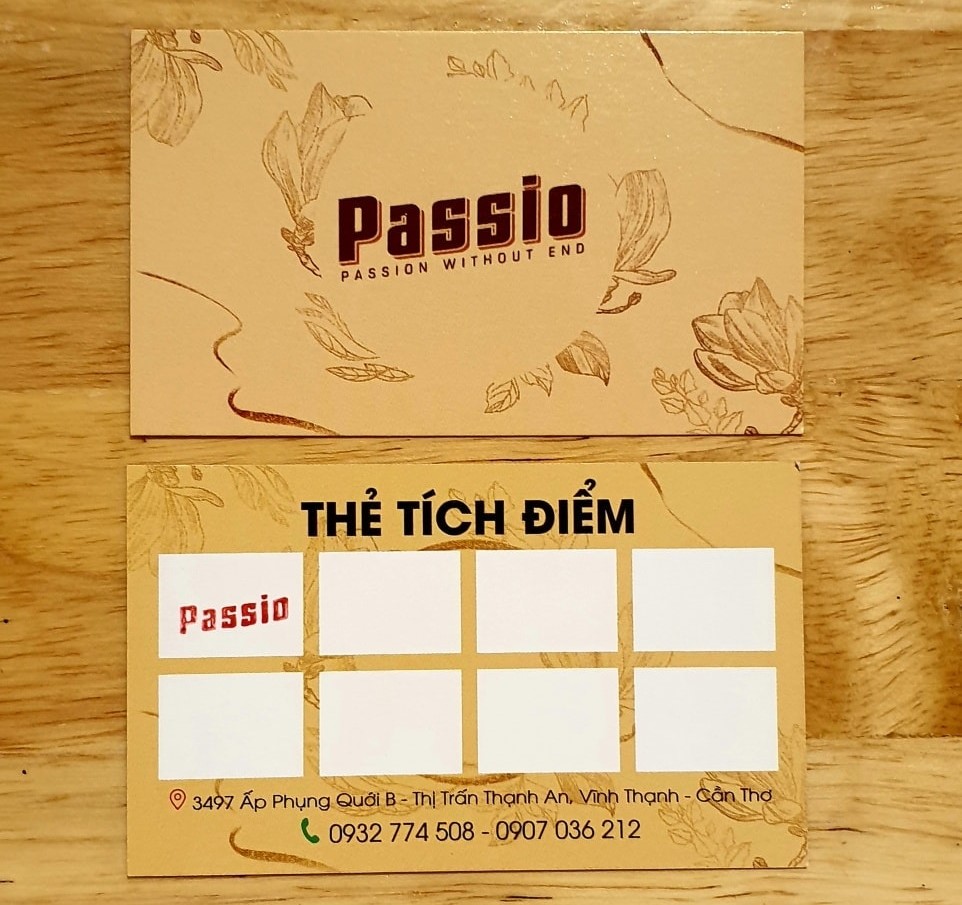 Passio
PASSION WITHOUT END
THẺ TÍCH ĐIỂM
Passio
3497 Ấp Phụng Quới B - Thị Trấn Thạnh An, Vĩnh Thạnh - Cần Thơ
0932 774 508 - 0907 036 212